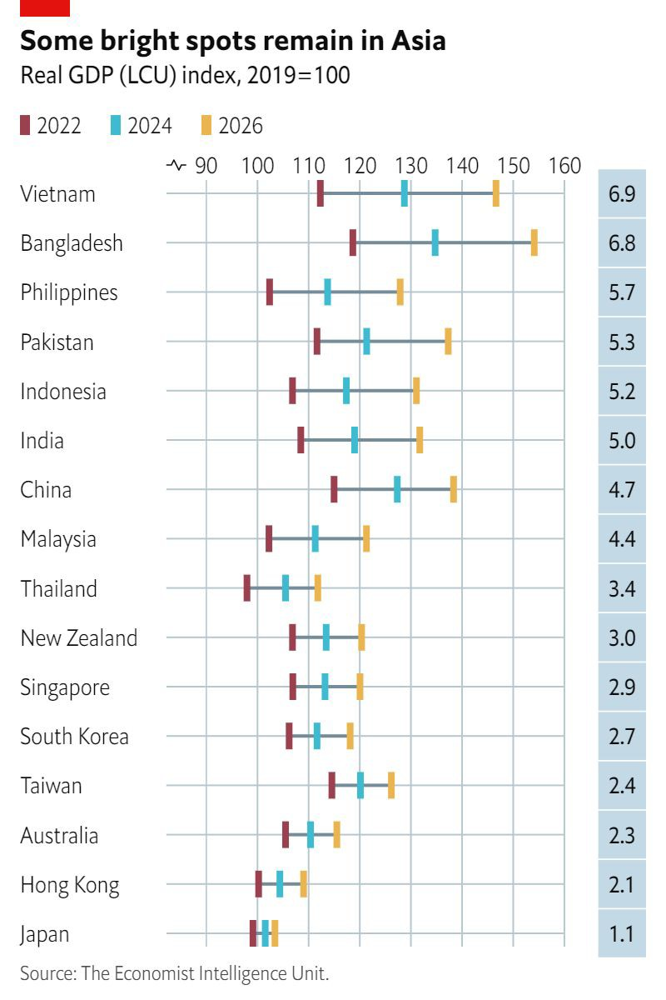 Some bright spots remain in Asia
Real GDP (LCU) index, 2019=100
2022 2024 2026
90 100 110 120 130 140 150 160
Vietnam 6.9
Bangladesh 6.8
Philippines 5.7
Pakistan 5.3
Indonesia 5.2
India 5.0
China 4.7
Malaysia 4.4
Thailand 3.4
New Zealand 3.0
Singapore 2.9
South Korea 2.7
Taiwan 2.4
Australia 2.3
Hong Kong 2.1
Japan 1.1
Source: The Economist Intelligence Unit.